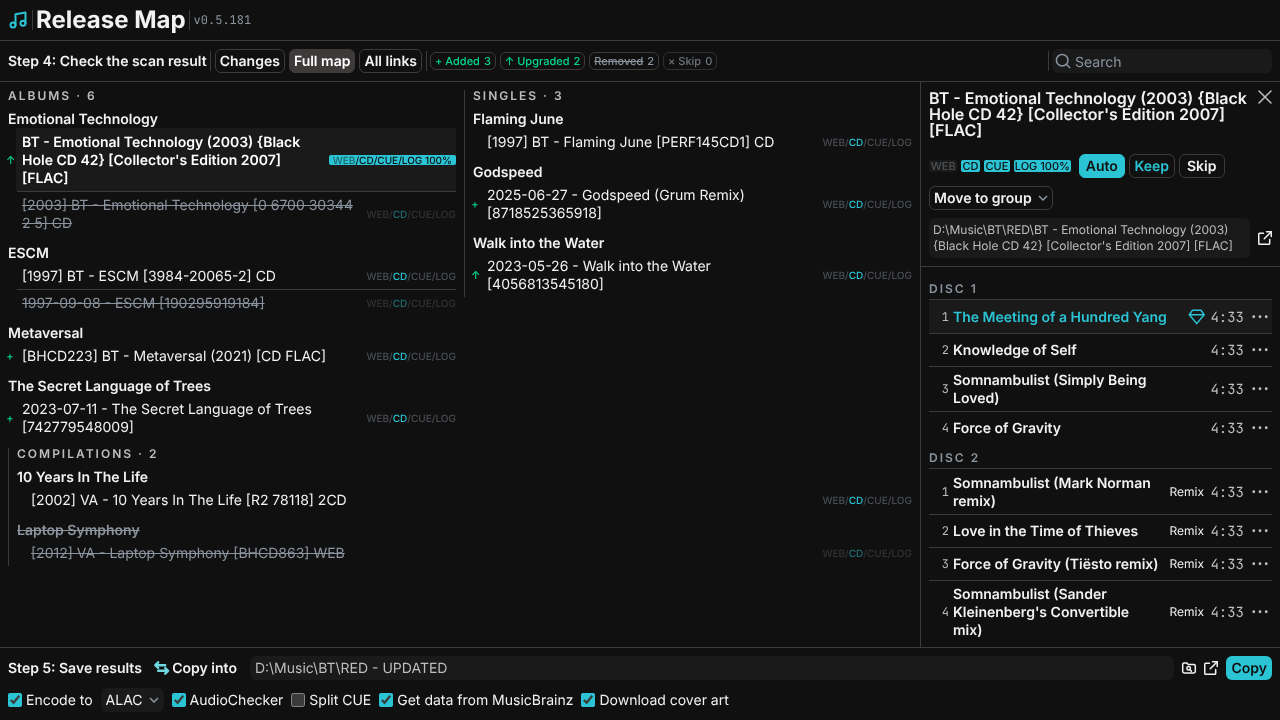 Release Map v0.5.181
Step 4: Check the scan result Changes Full map All links + Added 3 ↑ Upgraded 2 Removed 2 × Skip 0 Search
ALBUMS · 6
Emotional Technology
↑ BT - Emotional Technology (2003) {Black
Hole CD 42} [Collector's Edition 2007]
[FLAC]
WEB/CD/CUE/LOG 100%
[2003] BT - Emotional Technology [0 6700 30344
2 5] CD
WEB/CD/CUE/LOG
ESCM
[1997] BT - ESCM [3984-20065-2] CD WEB/CD/CUE/LOG
1997-09-08 - ESCM [190295919184] WEB/CD/CUE/LOG
Metaversal
+ [BHCD223] BT - Metaversal (2021) [CD FLAC] WEB/CD/CUE/LOG
The Secret Language of Trees
+ 2023-07-11 - The Secret Language of Trees
[742779548009]
WEB/CD/CUE/LOG
SINGLES · 3
Flaming June
[1997] BT - Flaming June [PERF145CD1] CD WEB/CD/CUE/LOG
Godspeed
+ 2025-06-27 - Godspeed (Grum Remix)
[8718525365918]
WEB/CD/CUE/LOG
Walk into the Water
↑ 2023-05-26 - Walk into the Water
[4056813545180]
WEB/CD/CUE/LOG
COMPILATIONS · 2
10 Years In The Life
[2002] VA - 10 Years In The Life [R2 78118] 2CD WEB/CD/CUE/LOG
Laptop Symphony
[2012] VA - Laptop Symphony [BHCD863] WEB WEB/CD/CUE/LOG
BT - Emotional Technology (2003) {Black
Hole CD 42} [Collector's Edition 2007]
[FLAC]
WEB CD CUE LOG 100% Auto Keep Skip
Move to group
D:\Music\BT\RED\BT - Emotional Technology (2003)
{Black Hole CD 42} [Collector's Edition 2007] [FLAC]
DISC 1
1 The Meeting of a Hundred Yang 4:33 ···
2 Knowledge of Self 4:33 ···
3 Somnambulist (Simply Being
Loved) 4:33 ···
4 Force of Gravity 4:33 ···
DISC 2
1 Somnambulist (Mark Norman
remix) Remix 4:33 ···
2 Love in the Time of Thieves Remix 4:33 ···
3 Force of Gravity (Tiësto remix) Remix 4:33 ···
4 Somnambulist (Sander
Kleinenberg's Convertible
mix) Remix 4:33 ···
Step 5: Save results Copy into D:\Music\BT\RED - UPDATED Copy
Encode to ALAC AudioChecker Split CUE Get data from MusicBrainz Download cover art